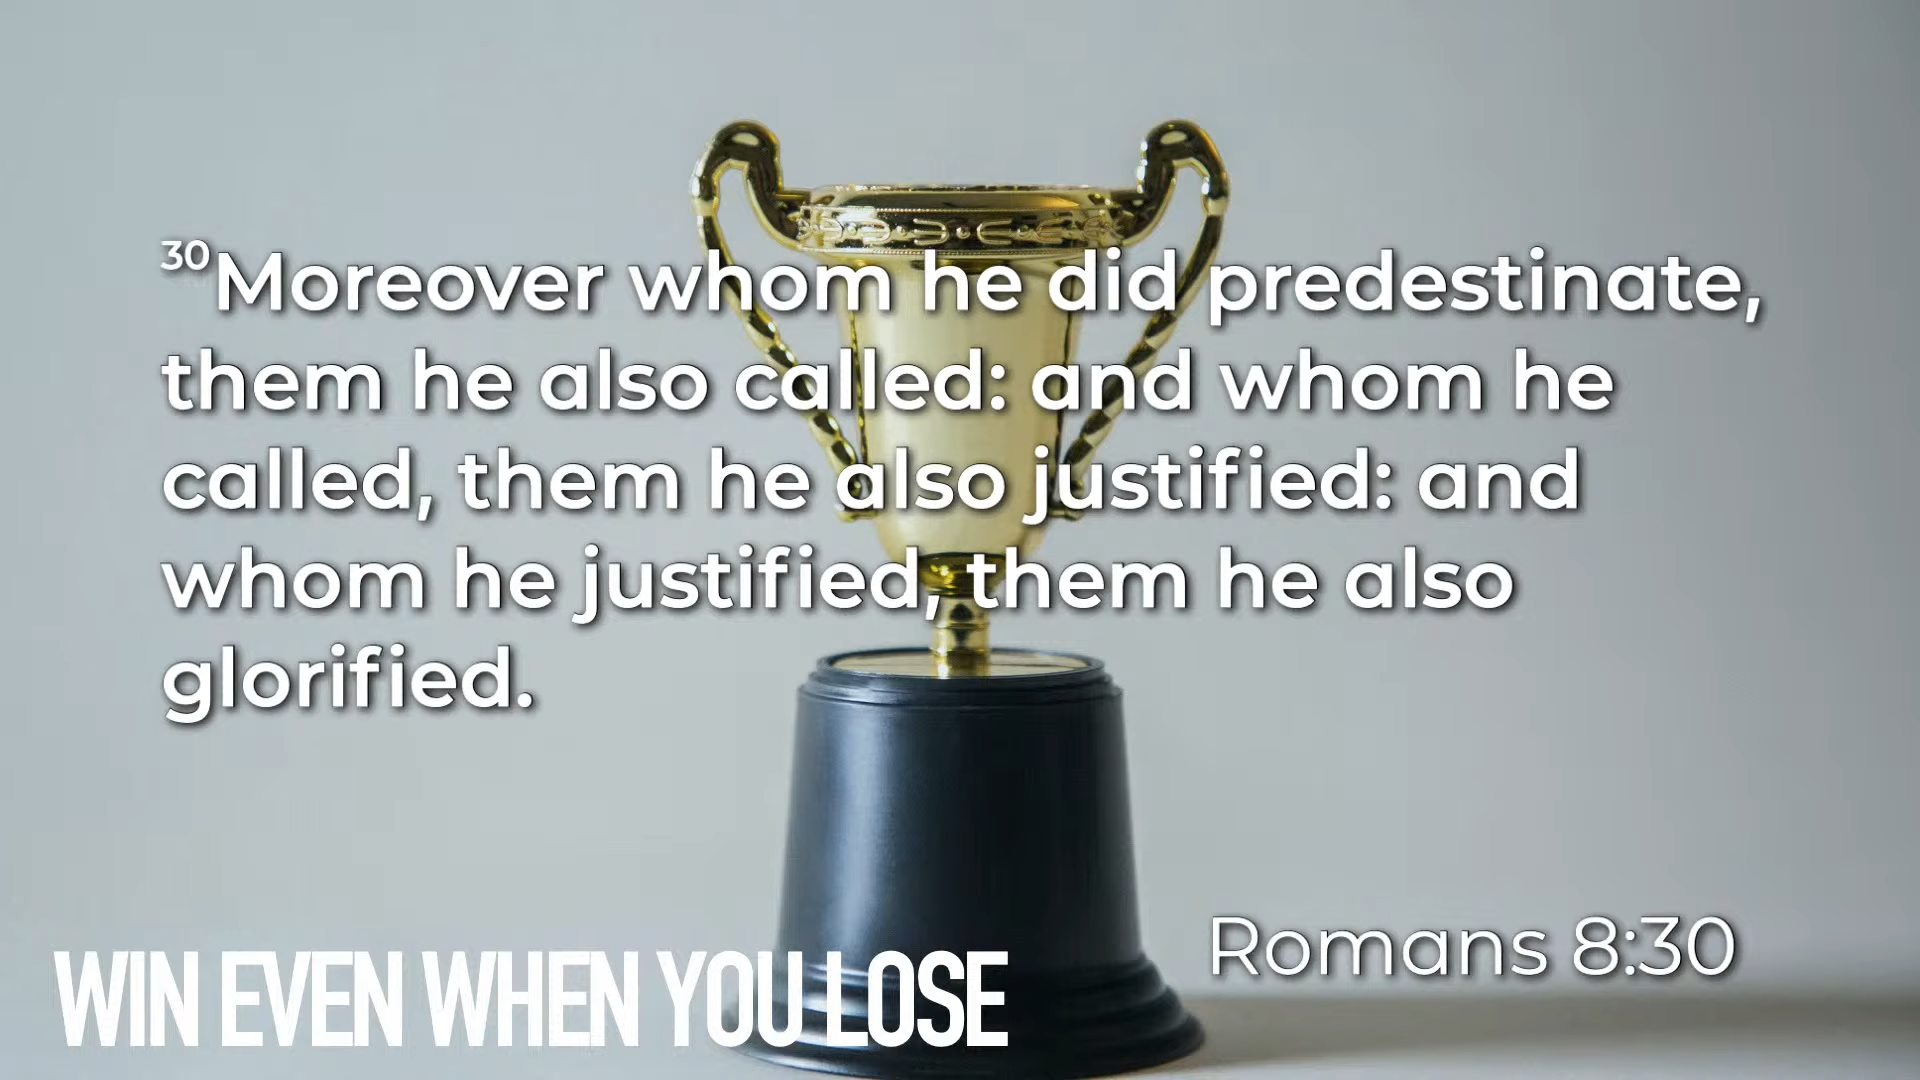 30Moreover whom he did predestinate,
them he also called: and whom he
called, them he also justified: and
whom he justified, them he also
glorified.
Romans 8:30
WIN EVEN WHEN YOU LOSE